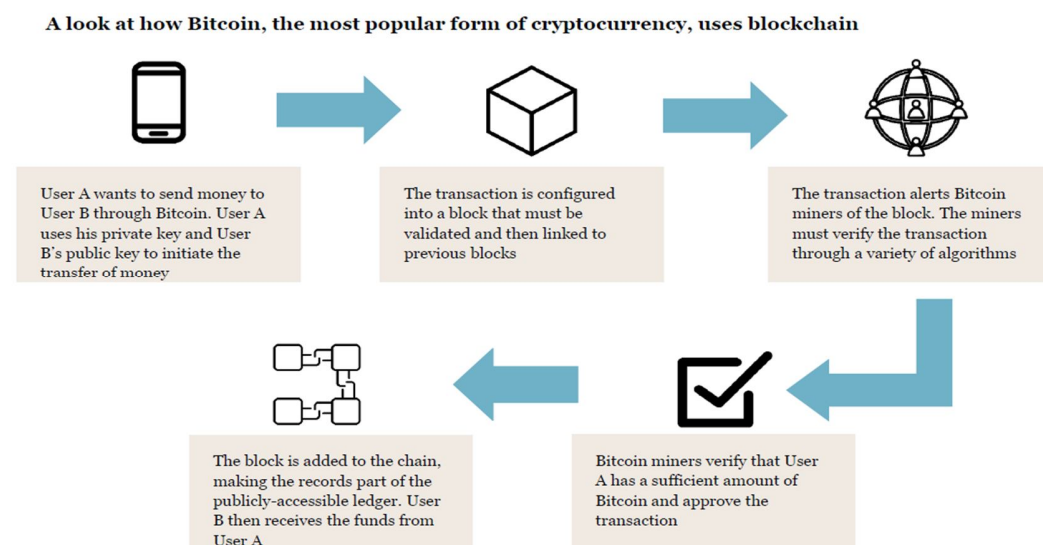 A look at how Bitcoin, the most popular form of cryptocurrency, uses blockchain
User A wants to send money to
User B through Bitcoin. User A
uses his private key and User
B's public key to initiate the
transfer of money
The transaction is configured
into a block that must be
validated and then linked to
previous blocks
The transaction alerts Bitcoin
miners of the block. The miners
must verify the transaction
through a variety of algorithms
Bitcoin miners verify that User
A has a sufficient amount of
Bitcoin and approve the
transaction
The block is added to the chain,
making the records part of the
publicly-accessible ledger. User
B then receives the funds from
User A